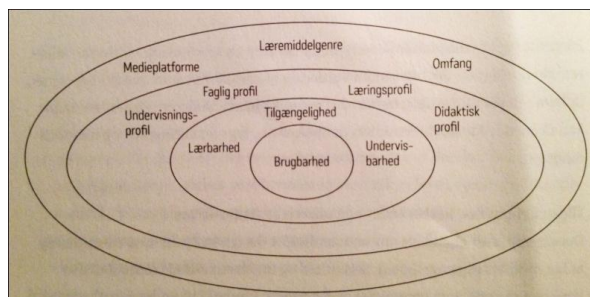 Læremiddelgenre
Medieplatforme
Omfang
Faglig profil
Læringsprofil
Undervisnings-
profil
Tilgængelighed
Didaktisk
profil
Lærbarhed
Undervis-
barhed
Brugbarhed